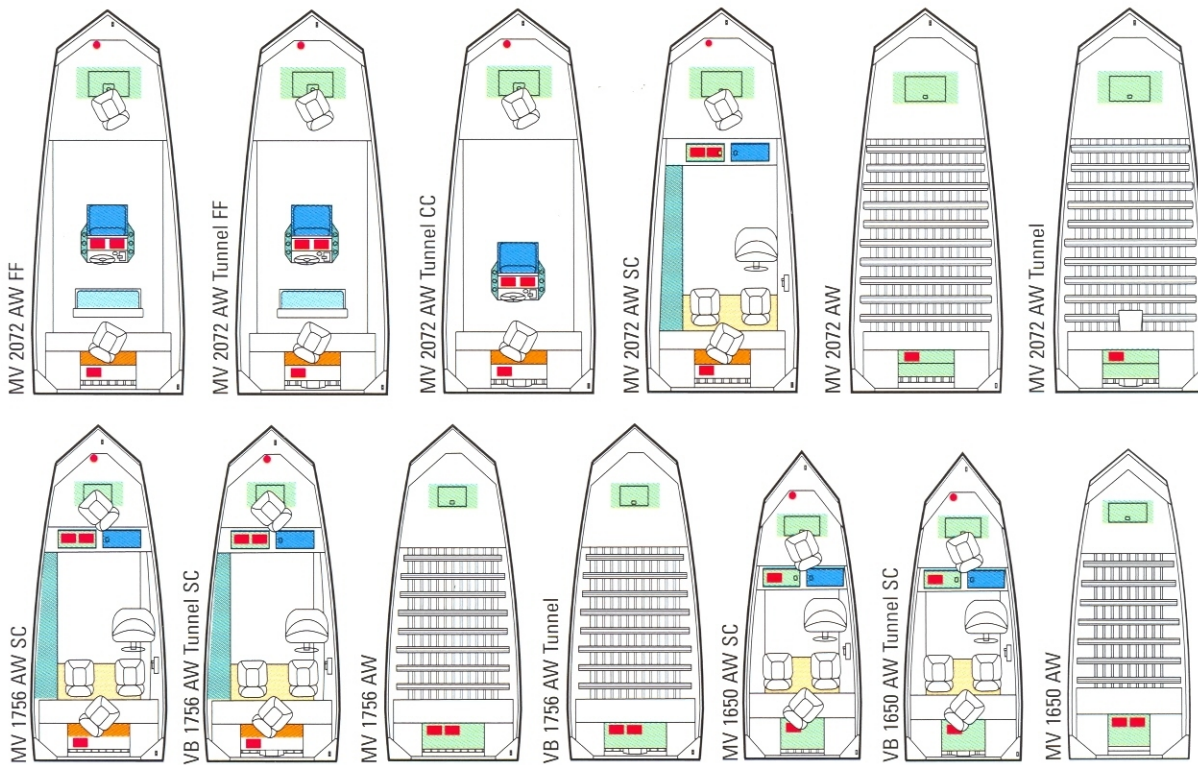 MV 2072 AW FF
MV 2072 AW Tunnel FF
MV 2072 AW Tunnel CC
MV 2072 AW SC
MV 2072 AW
MV 2072 AW Tunnel
MV 1756 AW SC
VB 1756 AW Tunnel SC
MV 1756 AW
VB 1756 AW Tunnel
MV 1650 AW SC
VB 1650 AW Tunnel SC
MV 1650 AW